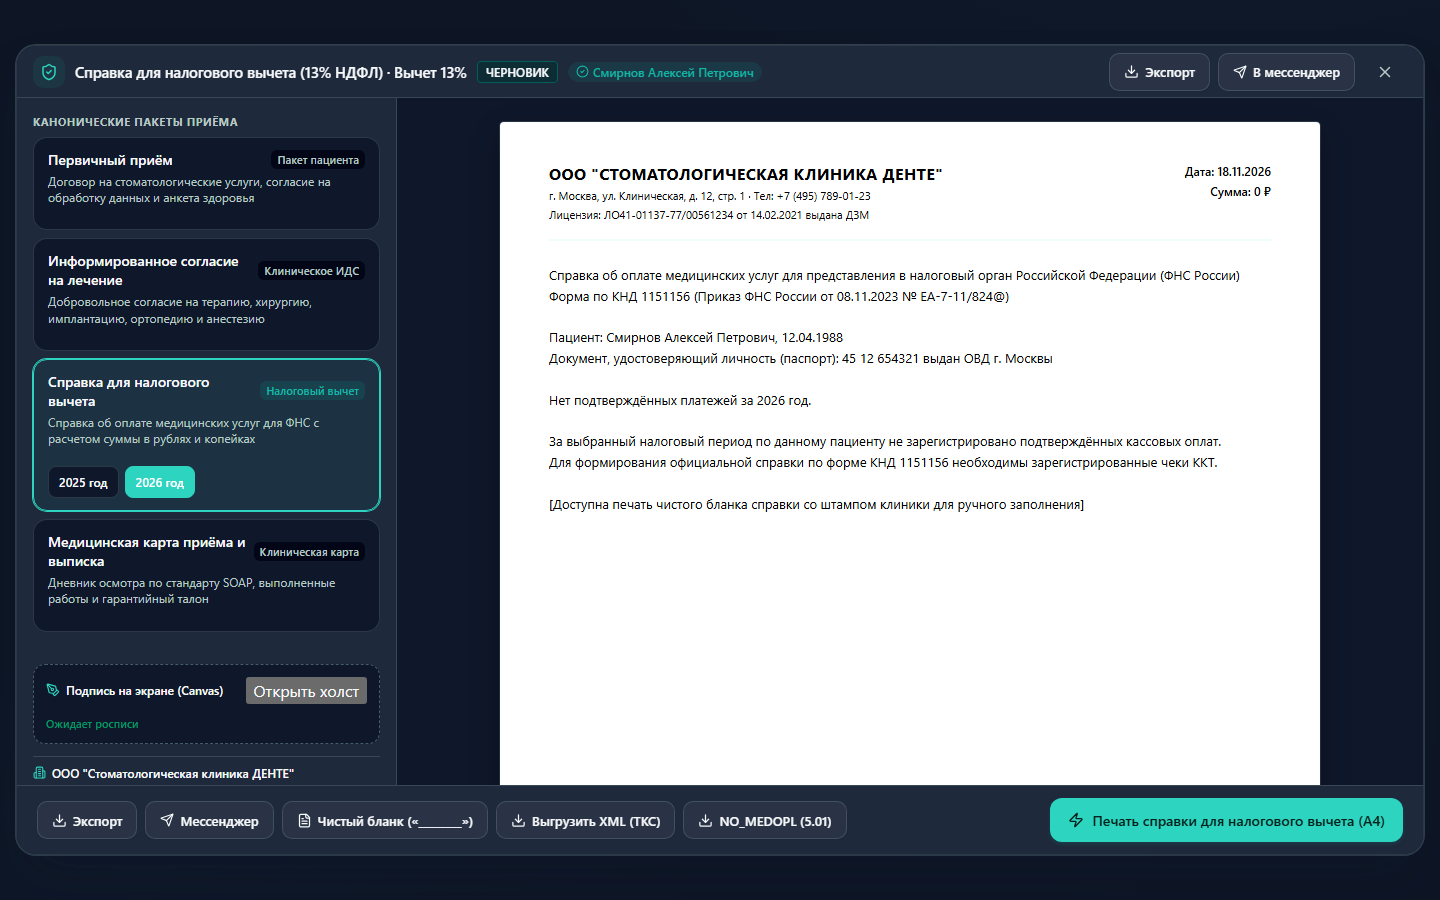 Справка для налогового вычета (13% НДФЛ) · Вычет 13%
ЧЕРНОВИК
Смирнов Алексей Петрович
Экспорт
В мессенджер
КАНОНИЧЕСКИЕ ПАКЕТЫ ПРИЁМА
Первичный приём
Пакет пациента
Договор на стоматологические услуги, согласие на
обработку данных и анкета здоровья
Информированное согласие
на лечение
Клиническое ИДС
Добровольное согласие на терапию, хирургию,
имплантацию, ортопедию и анестезию
Справка для налогового
вычета
Налоговый вычет
Справка об оплате медицинских услуг для ФНС с
расчетом суммы в рублях и копейках
2025 год
2026 год
Медицинская карта приёма и
выписка
Клиническая карта
Дневник осмотра по стандарту SOAP, выполненные
работы и гарантийный талон
Подпись на экране (Canvas)
Открыть холст
Ожидает росписи
ООО "Стоматологическая клиника ДЕНТЕ"
ООО "СТОМАТОЛОГИЧЕСКАЯ КЛИНИКА ДЕНТЕ"
г. Москва, ул. Клиническая, д. 12, стр. 1 · Тел: +7 (495) 789-01-23
Лицензия: ЛО41-01137-77/00561234 от 14.02.2021 выдана ДЗМ
Дата: 18.11.2026
Сумма: 0 ₽
Справка об оплате медицинских услуг для представления в налоговый орган Российской Федерации (ФНС России)
Форма по КНД 1151156 (Приказ ФНС России от 08.11.2023 № ЕА-7-11/824@)
Пациент: Смирнов Алексей Петрович, 12.04.1988
Документ, удостоверяющий личность (паспорт): 45 12 654321 выдан ОВД г. Москвы
Нет подтверждённых платежей за 2026 год.
За выбранный налоговый период по данному пациенту не зарегистрировано подтверждённых кассовых оплат.
Для формирования официальной справки по форме КНД 1151156 необходимы зарегистрированные чеки ККТ.
[Доступна печать чистого бланка справки со штампом клиники для ручного заполнения]
Экспорт
Мессенджер
Чистый бланк («_______»)
Выгрузить XML (ТКС)
NO_MEDOPL (5.01)
Печать справки для налогового вычета (А4)